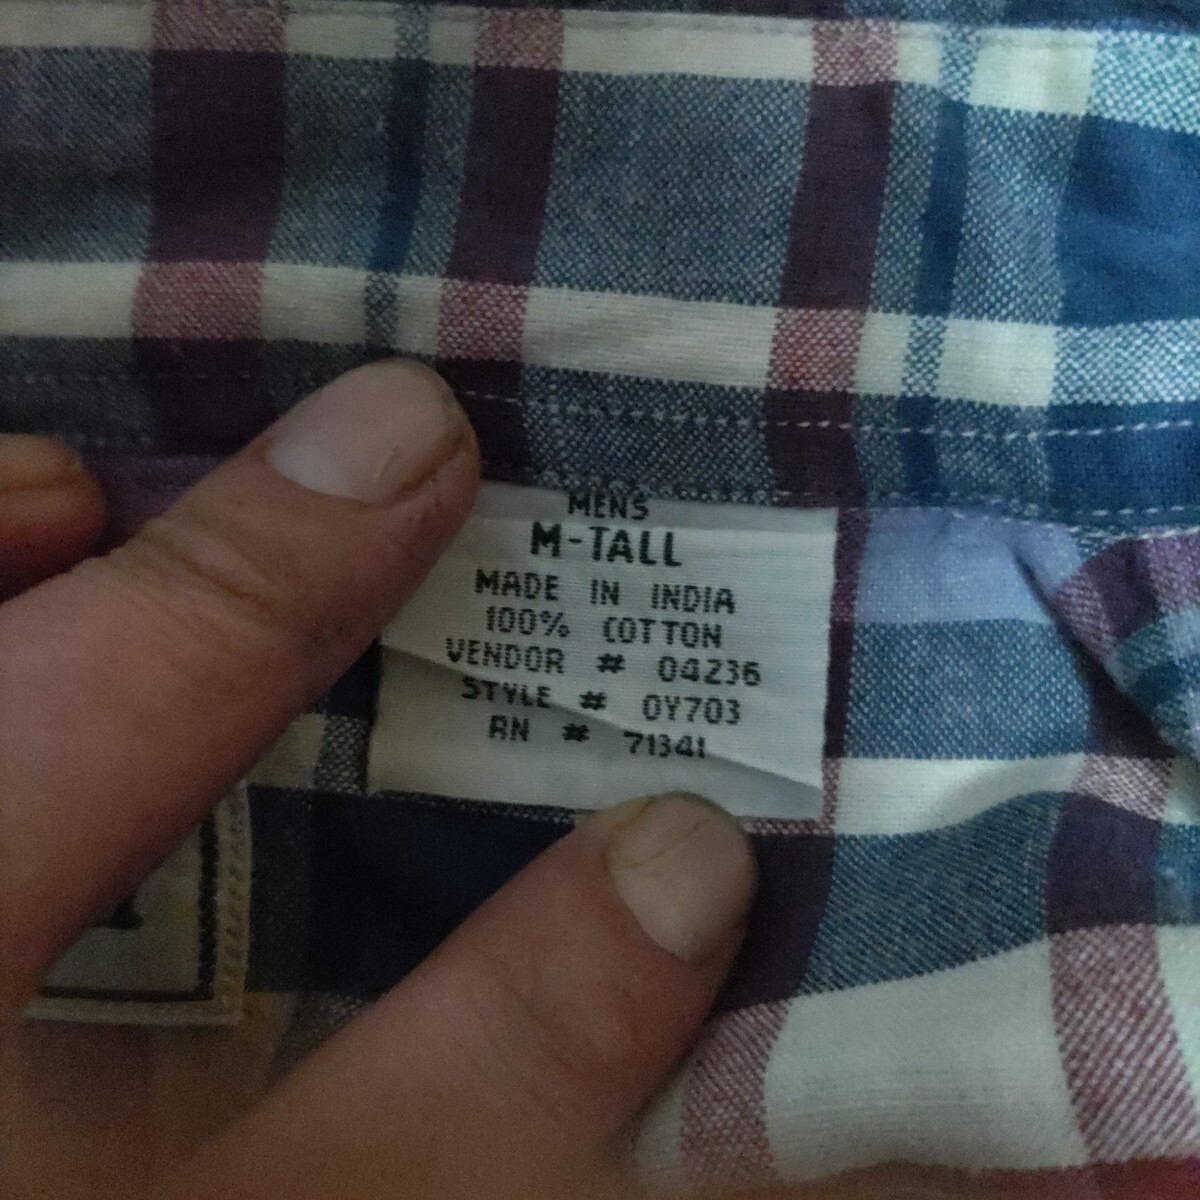 MENS
M-TALL
MADE IN INDIA
100% COTTON
VENDOR # 04236
STYLE # 0Y703
RN # 71341